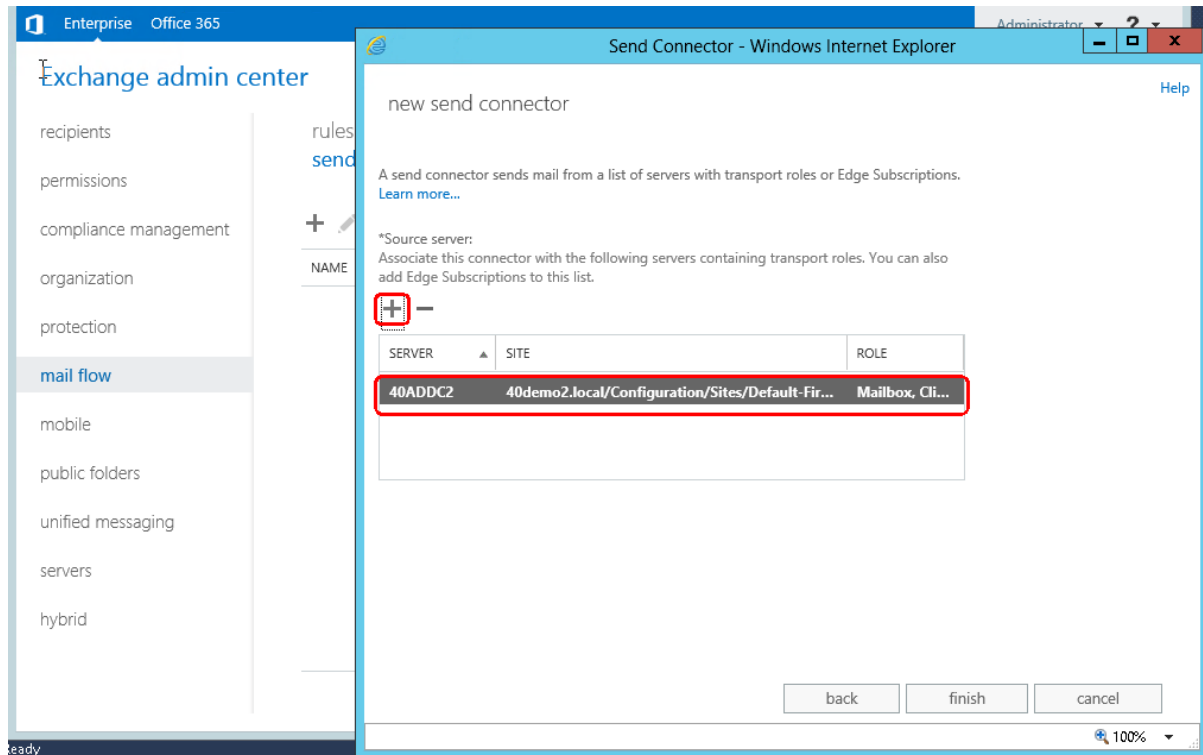 Enterprise Office 365
Administrator ?
Send Connector - Windows Internet Explorer
Exchange admin center
Help
new send connector
recipients
permissions
compliance management
organization
protection
mail flow
mobile
public folders
unified messaging
servers
hybrid
rules
send
NAME
A send connector sends mail from a list of servers with transport roles or Edge Subscriptions.
Learn more...
*Source server:
Associate this connector with the following servers containing transport roles. You can also
add Edge Subscriptions to this list.
SERVER SITE ROLE
40ADDC2 40demo2.local/Configuration/Sites/Default-Fir... Mailbox, Cli...
back finish cancel
100%